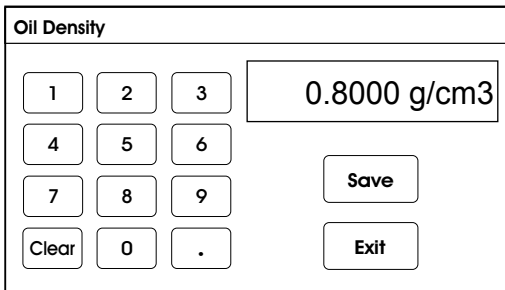 Oil Density
1 2 3
0.8000 g/cm3
4 5 6
Save
7 8 9
Clear 0 .
Exit